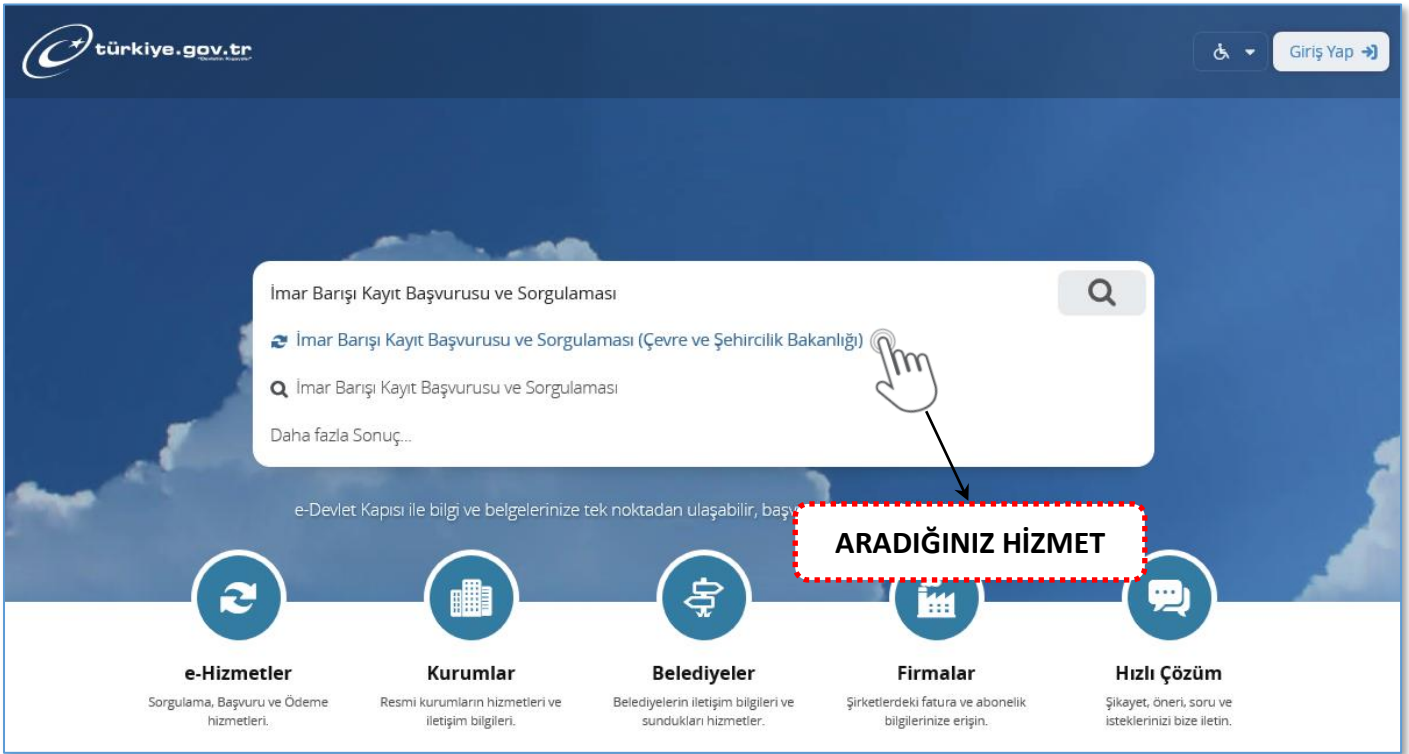 türkiye.gov.tr
Giriş Yap
İmar Barışı Kayıt Başvurusu ve Sorgulaması
İmar Barışı Kayıt Başvurusu ve Sorgulaması (Çevre ve Şehircilik Bakanlığı)
İmar Barışı Kayıt Başvurusu ve Sorgulaması
Daha fazla Sonuç...
e-Devlet Kapısı ile bilgi ve belgelerinize tek noktadan ulaşabilir,
ARADIĞINIZ HİZMET
e-Hizmetler
Sorgulama, Başvuru ve Ödeme
hizmetleri.
Kurumlar
Resmi kurumların hizmetleri ve
iletişim bilgileri.
Belediyeler
Belediyelerin iletişim bilgileri ve
sundukları hizmetler.
Firmalar
Şirketlerdeki fatura ve abonelik
bilgilerinize erişin.
Hızlı Çözüm
Şikayet, öneri, soru ve
isteklerinizi bize iletin.